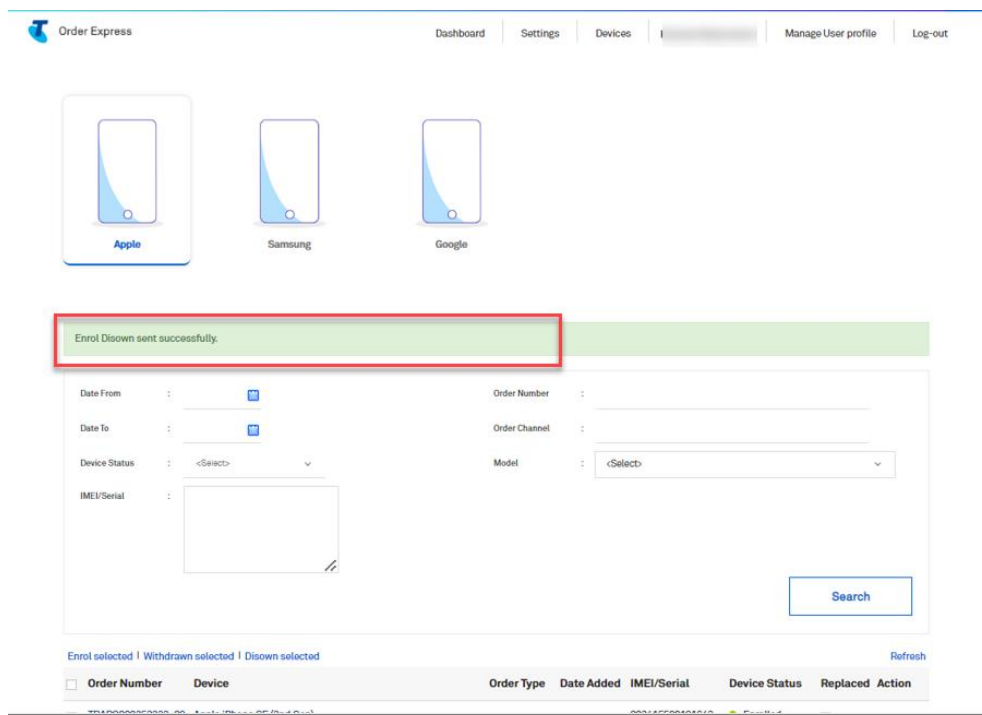 Order Express
Dashboard Settings Devices Manage User profile Log-out
Apple Samsung Google
Enrol Disown sent successfully.
Date From : Order Number :
Date To : Order Channel :
Device Status : <Select> Model : <Select>
IMEI/Serial :
Search
Enrol selected | Withdrawn selected | Disown selected Refresh
Order Number Device Order Type Date Added IMEI/Serial Device Status Replaced Action